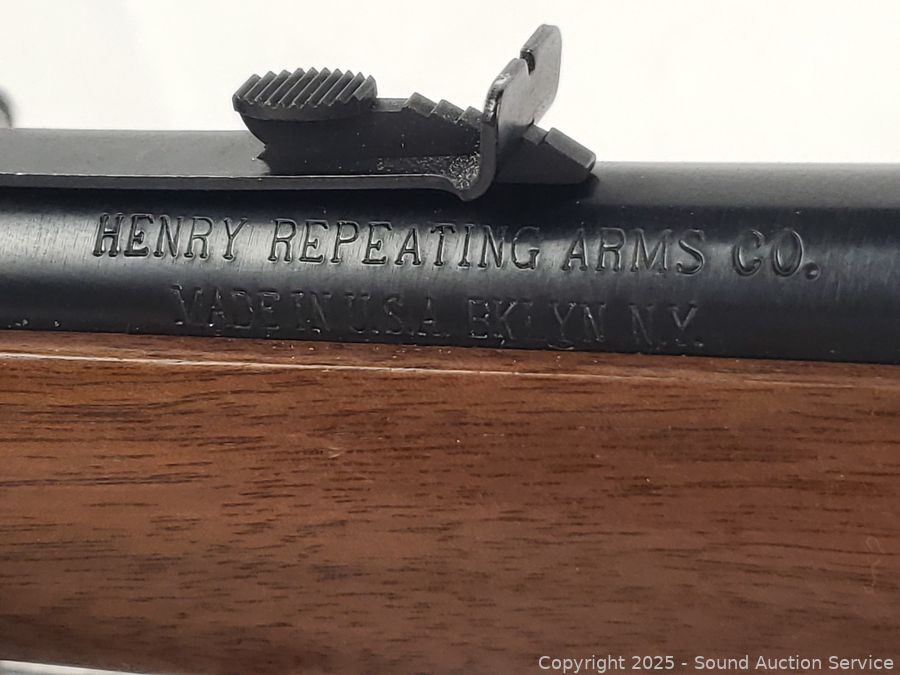 HENRY REPEATING ARMS CO.
MADE IN U.S.A. BKLYN N.Y.
Copyright © 2025 - Sound Auction Service